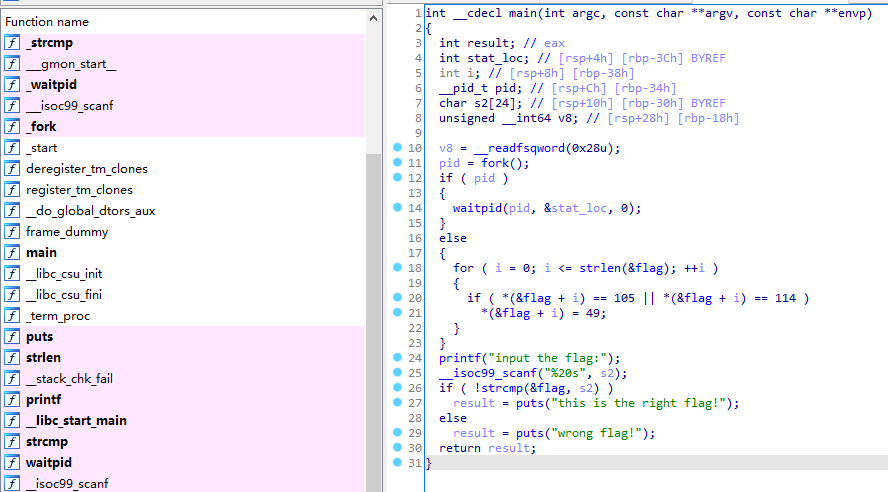 Function name
f _strcmp
f ___gmon_start__
f _waitpid
f ___isoc99_scanf
f _fork
f _start
f deregister_tm_clones
f register_tm_clones
f __do_global_dtors_aux
f frame_dummy
f main
f __libc_csu_init
f __libc_csu_fini
f _term_proc
f puts
f strlen
f __stack_chk_fail
f printf
f __libc_start_main
f strcmp
f waitpid
f __isoc99_scanf
1 int __cdecl main(int argc, const char **argv, const char **envp)
2 {
3 int result; // eax
4 int stat_loc; // [rsp+4h] [rbp-3Ch] BYREF
5 int i; // [rsp+8h] [rbp-38h]
6 __pid_t pid; // [rsp+Ch] [rbp-34h]
7 char s2[24]; // [rsp+10h] [rbp-30h] BYREF
8 unsigned __int64 v8; // [rsp+28h] [rbp-18h]
9
10 v8 = __readfsqword(0x28u);
11 pid = fork();
12 if ( pid )
13 {
14 waitpid(pid, &stat_loc, 0);
15 }
16 else
17 {
18 for ( i = 0; i <= strlen(&flag); ++i )
19 {
20 if ( *(&flag + i) == 105 || *(&flag + i) == 114 )
21 *(&flag + i) = 49;
22 }
23 }
24 printf("input the flag:");
25 __isoc99_scanf("%20s", s2);
26 if ( !strcmp(&flag, s2) )
27 result = puts("this is the right flag!");
28 else
29 result = puts("wrong flag!");
30 return result;
31 }